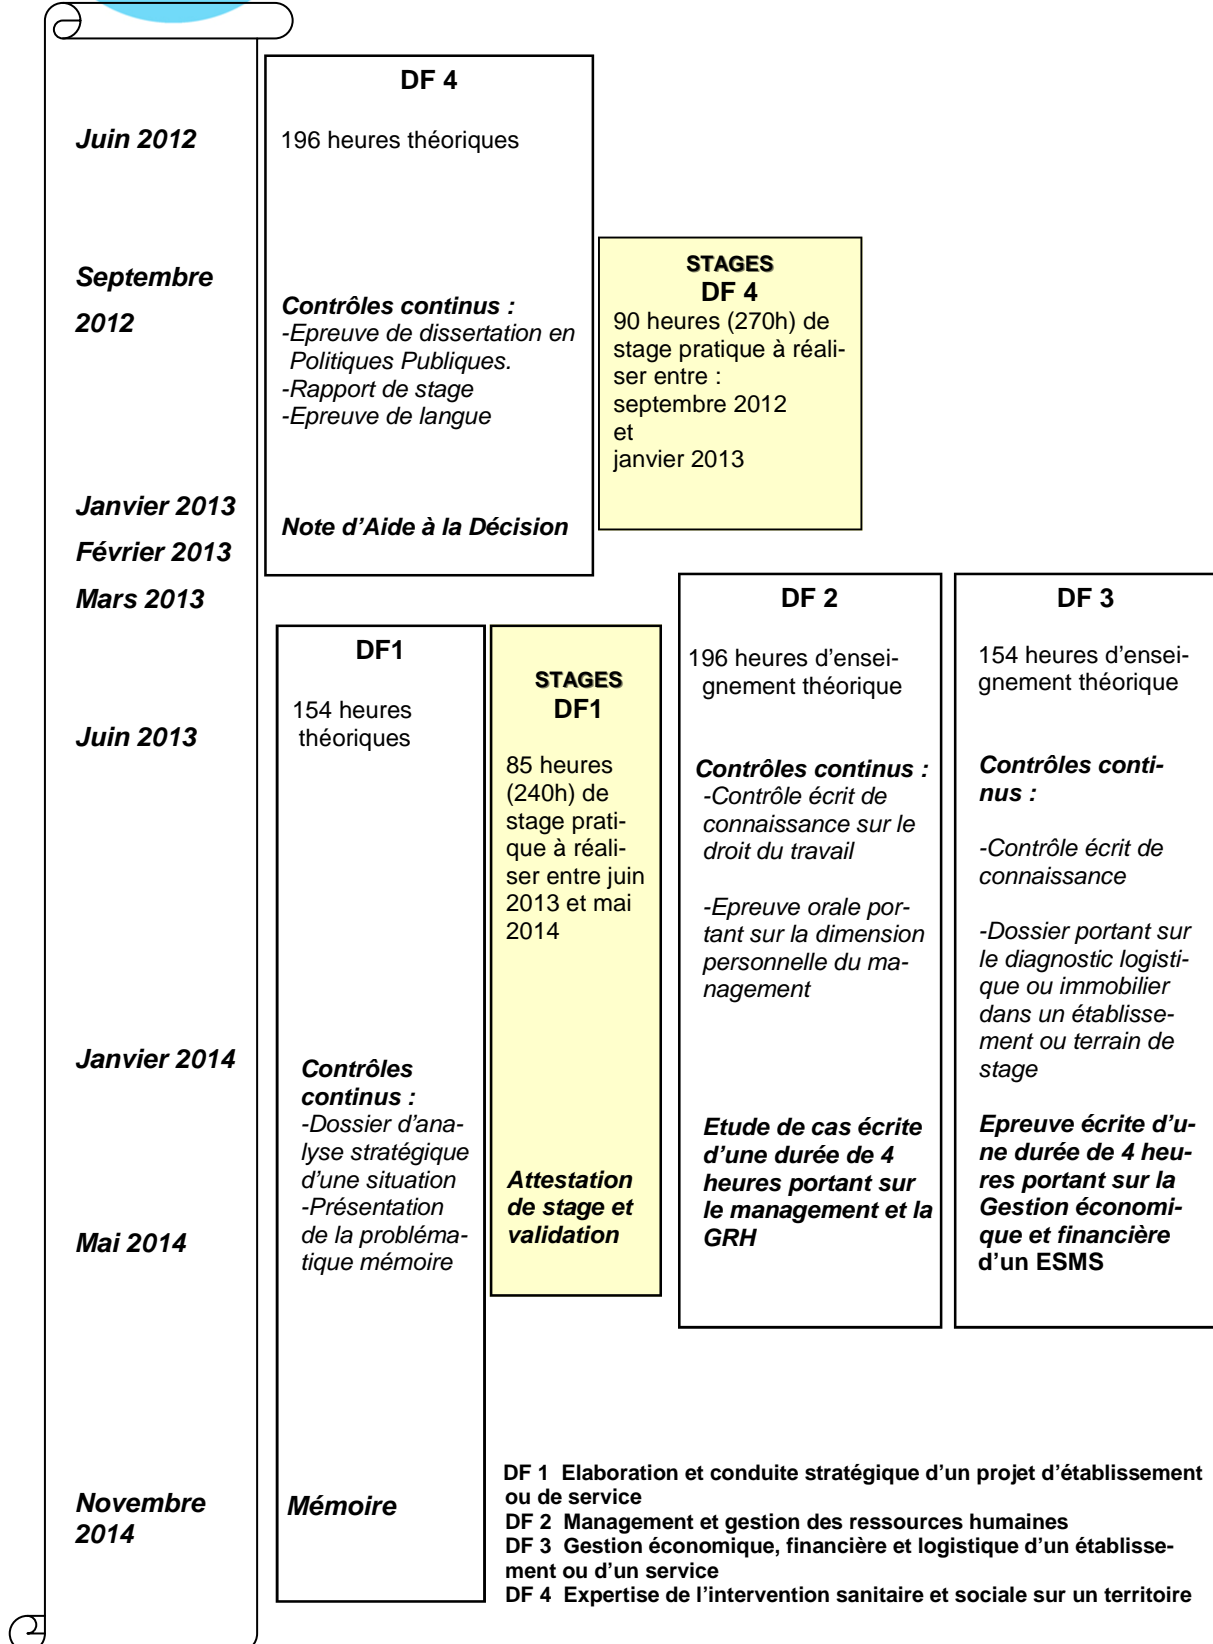 Juin 2012
Septembre
2012
Janvier 2013
Février 2013
Mars 2013
Juin 2013
Janvier 2014
Mai 2014
Novembre
2014
DF 4
196 heures théoriques
Contrôles continus :
-Epreuve de dissertation en
Politiques Publiques.
-Rapport de stage
-Epreuve de langue
Note d’Aide à la Décision
STAGES
DF 4
90 heures (270h) de
stage pratique à réali-
ser entre :
septembre 2012
et
janvier 2013
DF1
154 heures
théoriques
Contrôles
continus :
-Dossier d’ana-
lyse stratégique
d’une situation
-Présentation
de la probléma-
tique mémoire
Mémoire
STAGES
DF1
85 heures
(240h) de
stage prati-
que à réali-
ser entre juin
2013 et mai
2014
Attestation
de stage et
validation
DF 2
196 heures d’ensei-
gnement théorique
Contrôles continus :
-Contrôle écrit de
connaissance sur le
droit du travail
-Epreuve orale por-
tant sur la dimension
personnelle du ma-
nagement
Etude de cas écrite
d’une durée de 4
heures portant sur
le management et la
GRH
DF 3
154 heures d’ensei-
gnement théorique
Contrôles conti-
nus :
-Contrôle écrit de
connaissance
-Dossier portant sur
le diagnostic logisti-
que ou immobilier
dans un établisse-
ment ou terrain de
stage
Epreuve écrite d’u-
ne durée de 4 heu-
res portant sur la
Gestion économi-
que et financière
d’un ESMS
DF 1 Elaboration et conduite stratégique d’un projet d’établissement
ou de service
DF 2 Management et gestion des ressources humaines
DF 3 Gestion économique, financière et logistique d’un établisse-
ment ou d’un service
DF 4 Expertise de l’intervention sanitaire et sociale sur un territoire